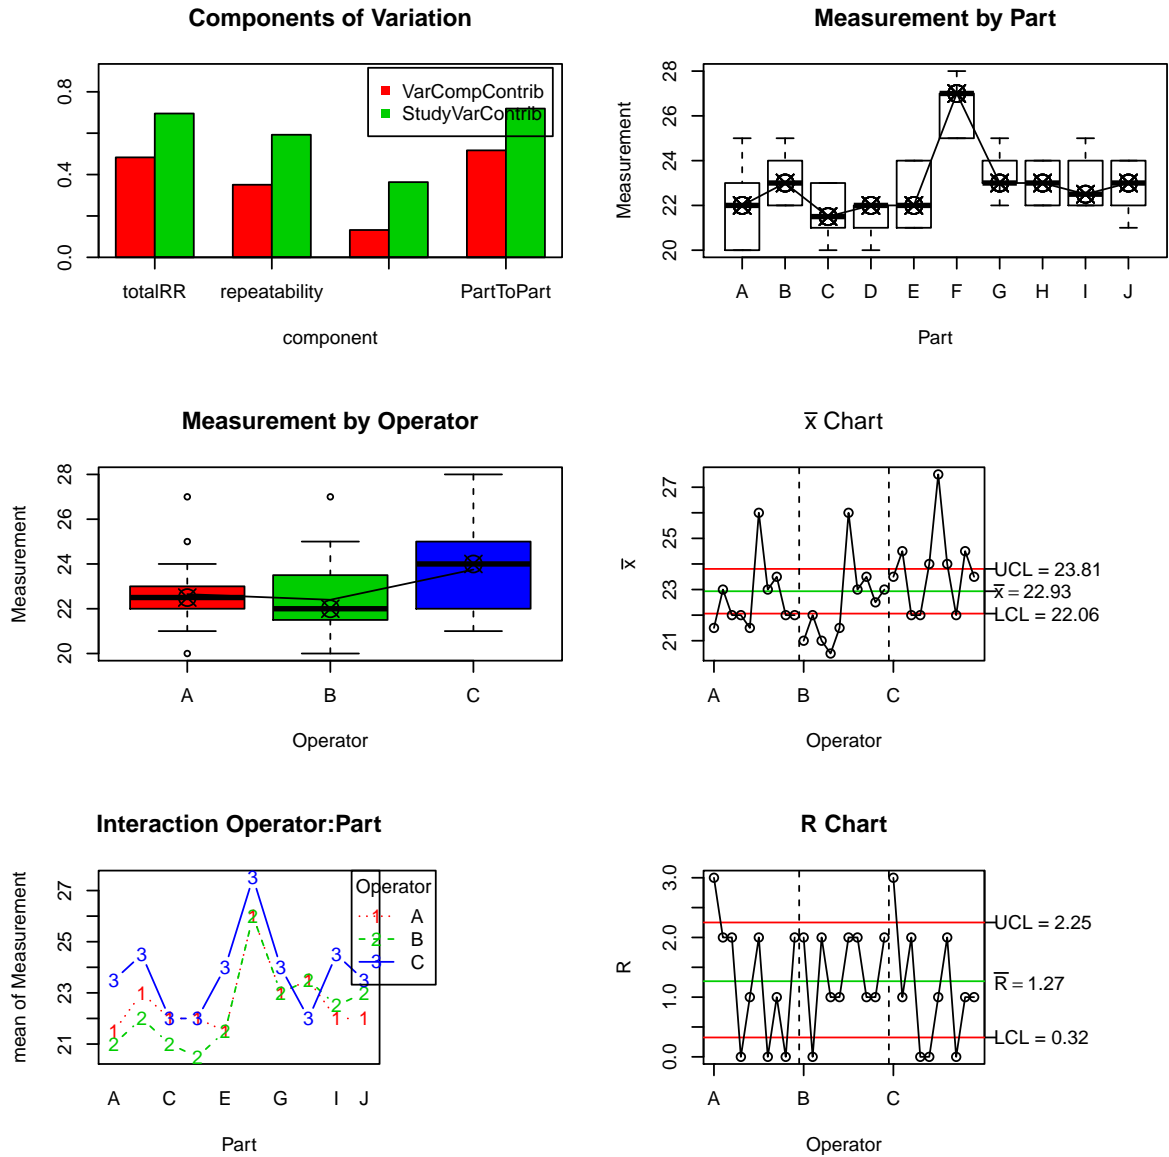 Components of Variation
0.0
0.4
0.8
VarCompContrib
StudyVarContrib
totalRR
repeatability
PartToPart
component
Measurement by Part
Measurement
20
22
24
26
28
A B C D E F G H I J
Part
Measurement by Operator
Measurement
20
22
24
26
28
A B C
Operator
x̅ Chart
x̅
21
23
25
27
UCL = 23.81
x̅ = 22.93
LCL = 22.06
A B C
Operator
Interaction Operator:Part
mean of Measurement
21
23
25
27
Operator
1 A
2 B
3 C
A C E G I J
Part
R Chart
R
0.0
1.0
2.0
3.0
UCL = 2.25
R̅ = 1.27
LCL = 0.32
A B C
Operator